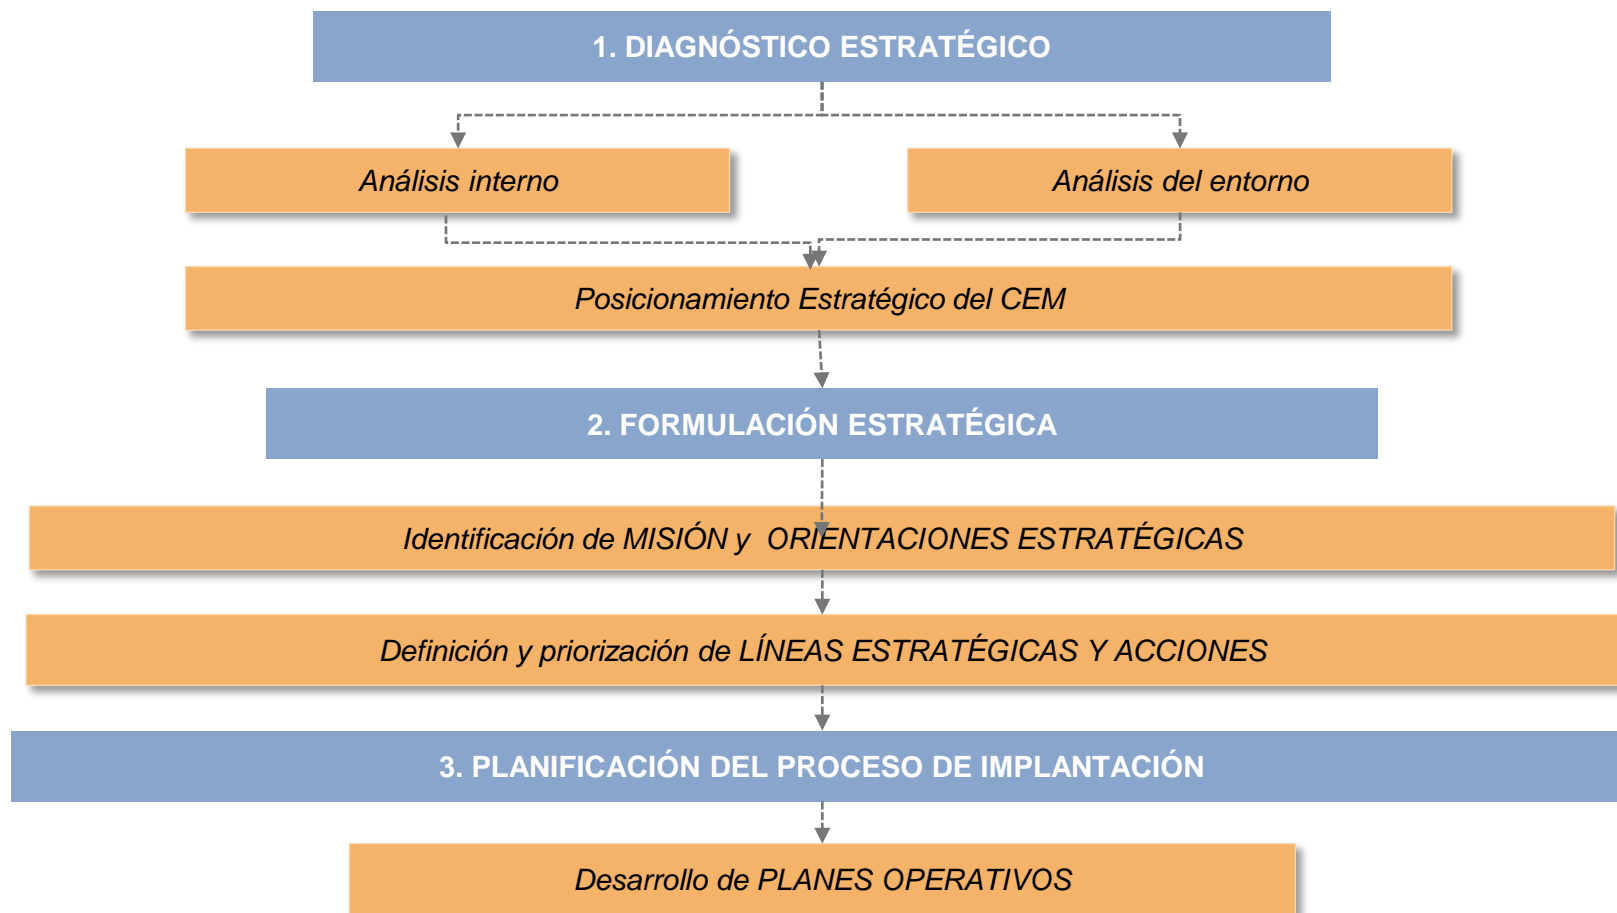 1. DIAGNÓSTICO ESTRATÉGICO
Análisis interno
Análisis del entorno
Posicionamiento Estratégico del CEM
2. FORMULACIÓN ESTRATÉGICA
Identificación de MISIÓN y ORIENTACIONES ESTRATÉGICAS
Definición y priorización de LÍNEAS ESTRATÉGICAS Y ACCIONES
3. PLANIFICACIÓN DEL PROCESO DE IMPLANTACIÓN
Desarrollo de PLANES OPERATIVOS